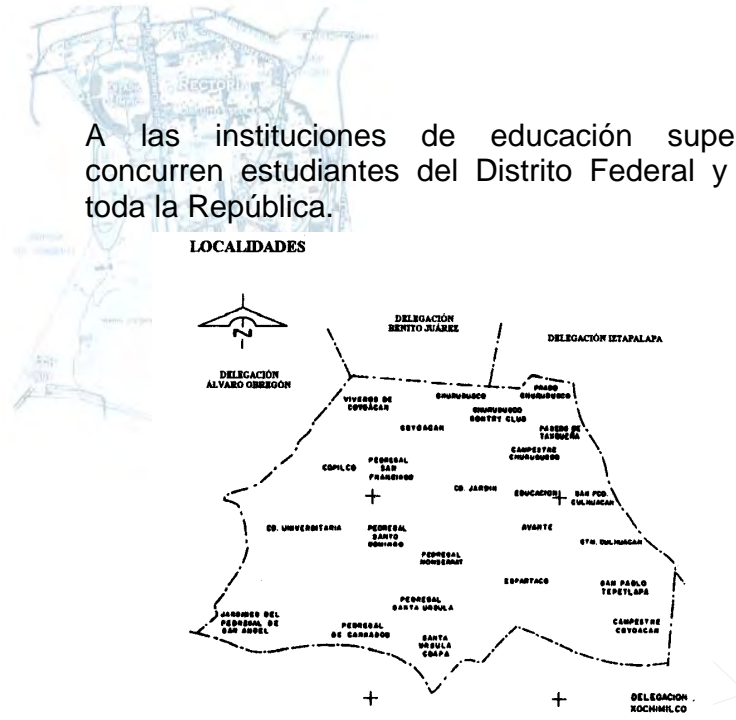 RECTORIA
A las instituciones de educación supe
concurren estudiantes del Distrito Federal y
toda la República.
LOCALIDADES
N
DELEGACIÓN
BENITO JUÁREZ
DELEGACIÓN IZTAPALAPA
DELEGACIÓN
ÁLVARO OBREGÓN
VIVEROS DE
COYOACAN
CHURUBUSCO
PRADO
CHURUBUSCO
COYOACAN
CHURUBUSCO
CONTRY CLUB
PASEOS DE
TAXQUEÑA
CAMPESTRE
CHURUBUSCO
COPILCO
PEDREGAL
SAN
FRANCISCO
CD. JARDIN
EDUCACION
SAN FCO.
CULHUACAN
CD. UNIVERSITARIA
PEDREGAL
SANTO
DOMINGO
AVANTE
CTM. CULHUACAN
PEDREGAL
MONSERRAT
ESPARTACO
SAN PABLO
TEPETLAPA
PEDREGAL
SANTA URSULA
JARDINES DEL
PEDREGAL DE
SAN ANGEL
PEDREGAL
DE CARRASCO
SANTA
URSULA
COAPA
CAMPESTRE
COYOACAN
DELEGACION
XOCHIMILCO